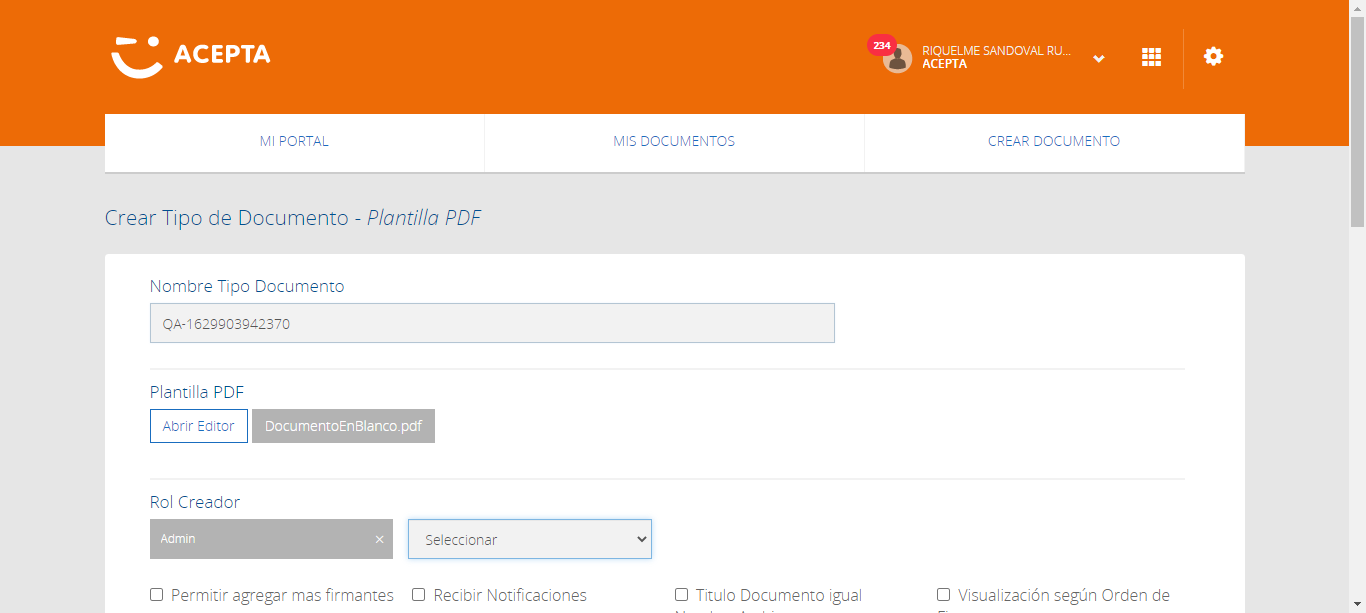 ACEPTA
234
RIQUELME SANDOVAL RU...
ACEPTA
MI PORTAL
MIS DOCUMENTOS
CREAR DOCUMENTO
Crear Tipo de Documento - Plantilla PDF
Nombre Tipo Documento
QA-1629903942370
Plantilla PDF
Abrir Editor
DocumentoEnBlanco.pdf
Rol Creador
Admin ×
Seleccionar
Permitir agregar mas firmantes
Recibir Notificaciones
Titulo Documento igual
Visualización según Orden de